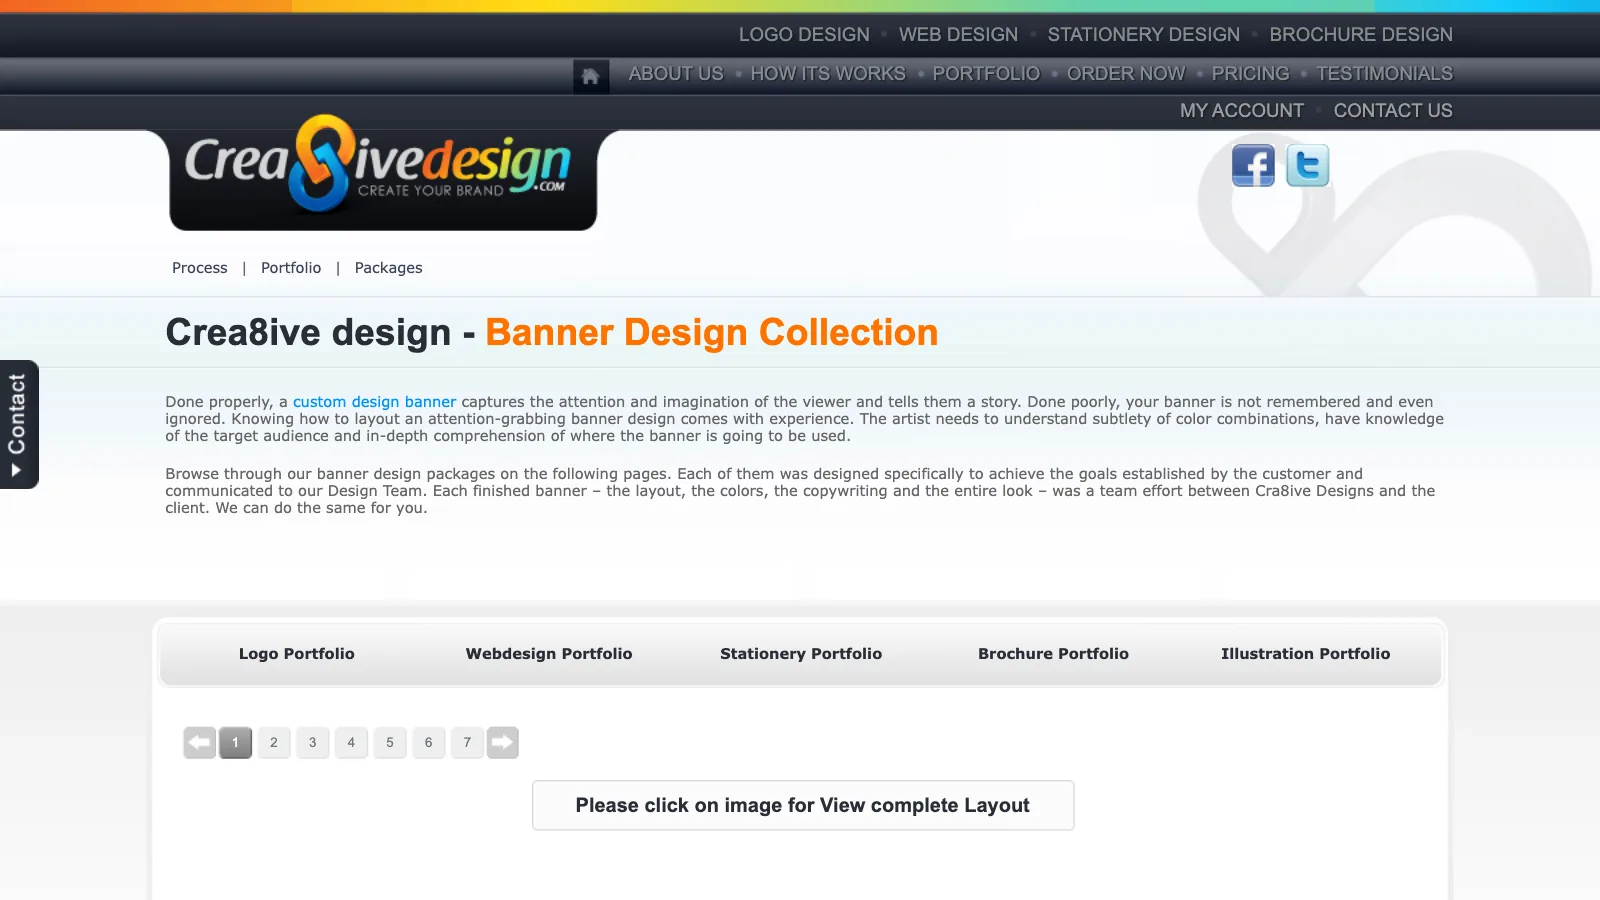 LOGO DESIGN • WEB DESIGN • STATIONERY DESIGN • BROCHURE DESIGN
ABOUT US • HOW ITS WORKS • PORTFOLIO • ORDER NOW • PRICING • TESTIMONIALS
MY ACCOUNT • CONTACT US
Crea8ivedesign.COM
CREATE YOUR BRAND
Process | Portfolio | Packages
Crea8ive design - Banner Design Collection
Contact
Done properly, a custom design banner captures the attention and imagination of the viewer and tells them a story. Done poorly, your banner is not remembered and even
ignored. Knowing how to layout an attention-grabbing banner design comes with experience. The artist needs to understand subtlety of color combinations, have knowledge
of the target audience and in-depth comprehension of where the banner is going to be used.
Browse through our banner design packages on the following pages. Each of them was designed specifically to achieve the goals established by the customer and
communicated to our Design Team. Each finished banner – the layout, the colors, the copywriting and the entire look – was a team effort between Cra8ive Designs and the
client. We can do the same for you.
Logo Portfolio Webdesign Portfolio Stationery Portfolio Brochure Portfolio Illustration Portfolio
1 2 3 4 5 6 7
Please click on image for View complete Layout